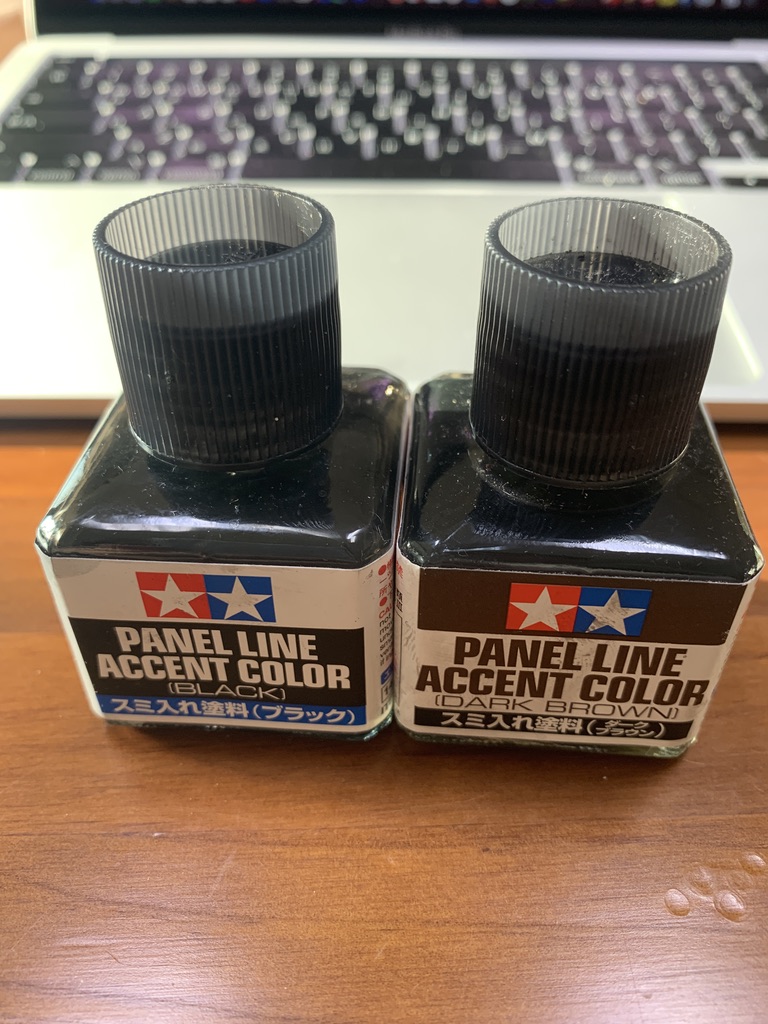 PANEL LINE
ACCENT COLOR
(BLACK)
スミ入れ塗料(ブラック)
PANEL LINE
ACCENT COLOR
(DARK BROWN)
スミ入れ塗料(ダークブラウン)